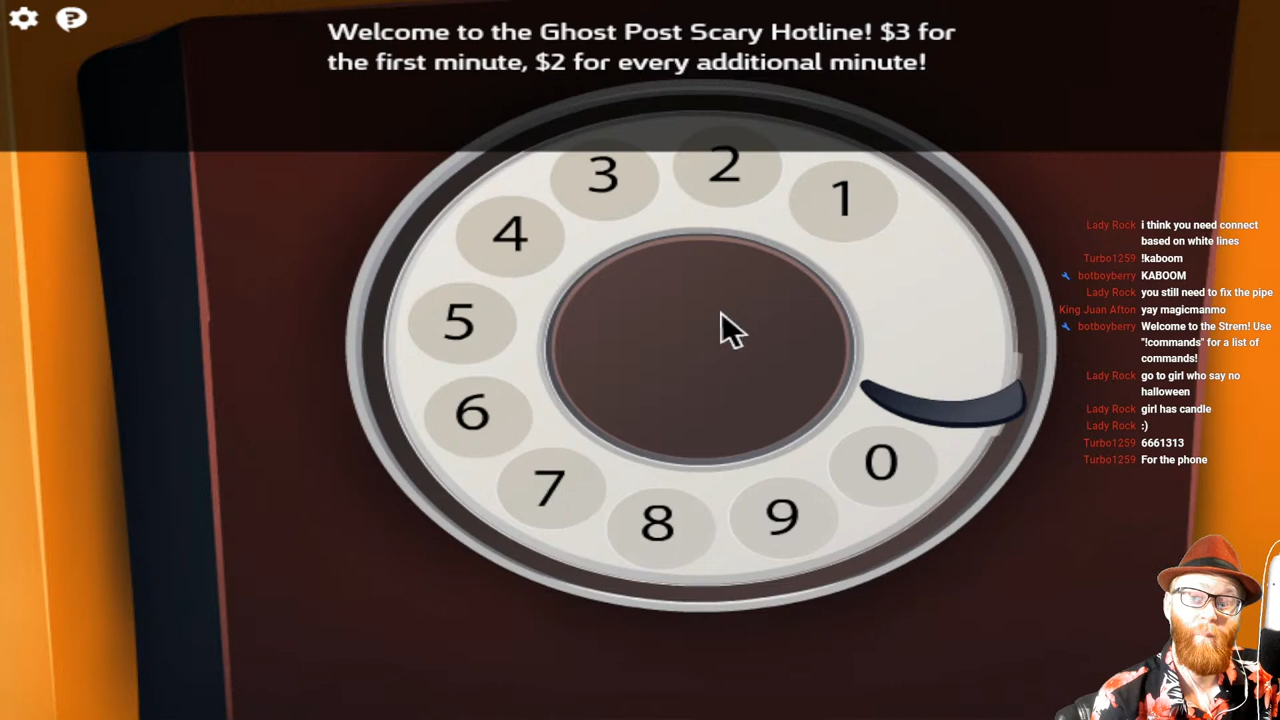 Welcome to the Ghost Post Scary Hotline! $3 for
the first minute, $2 for every additional minute!
3 2 1
4
5
6
7
8
9
0
Lady Rock i think you need connect
based on white lines
Turbo1259 !kaboom
botboyberry KABOOM
Lady Rock you still need to fix the pipe
King Juan Afton yay magicmanmo
botboyberry Welcome to the Strem! Use
"!commands" for a list of
commands!
Lady Rock go to girl who say no
halloween
Lady Rock girl has candle
Lady Rock :)
Turbo1259 6661313
Turbo1259 For the phone